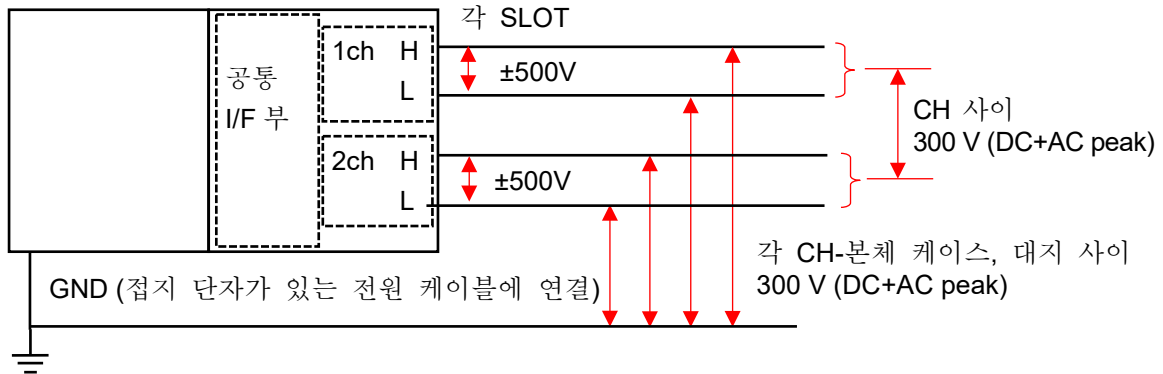 각 SLOT
공통
I/F 부
1ch H
L
±500V
2ch H
L
±500V
CH 사이
300 V (DC+AC peak)
각 CH-본체 케이스, 대지 사이
300 V (DC+AC peak)
GND (접지 단자가 있는 전원 케이블에 연결)